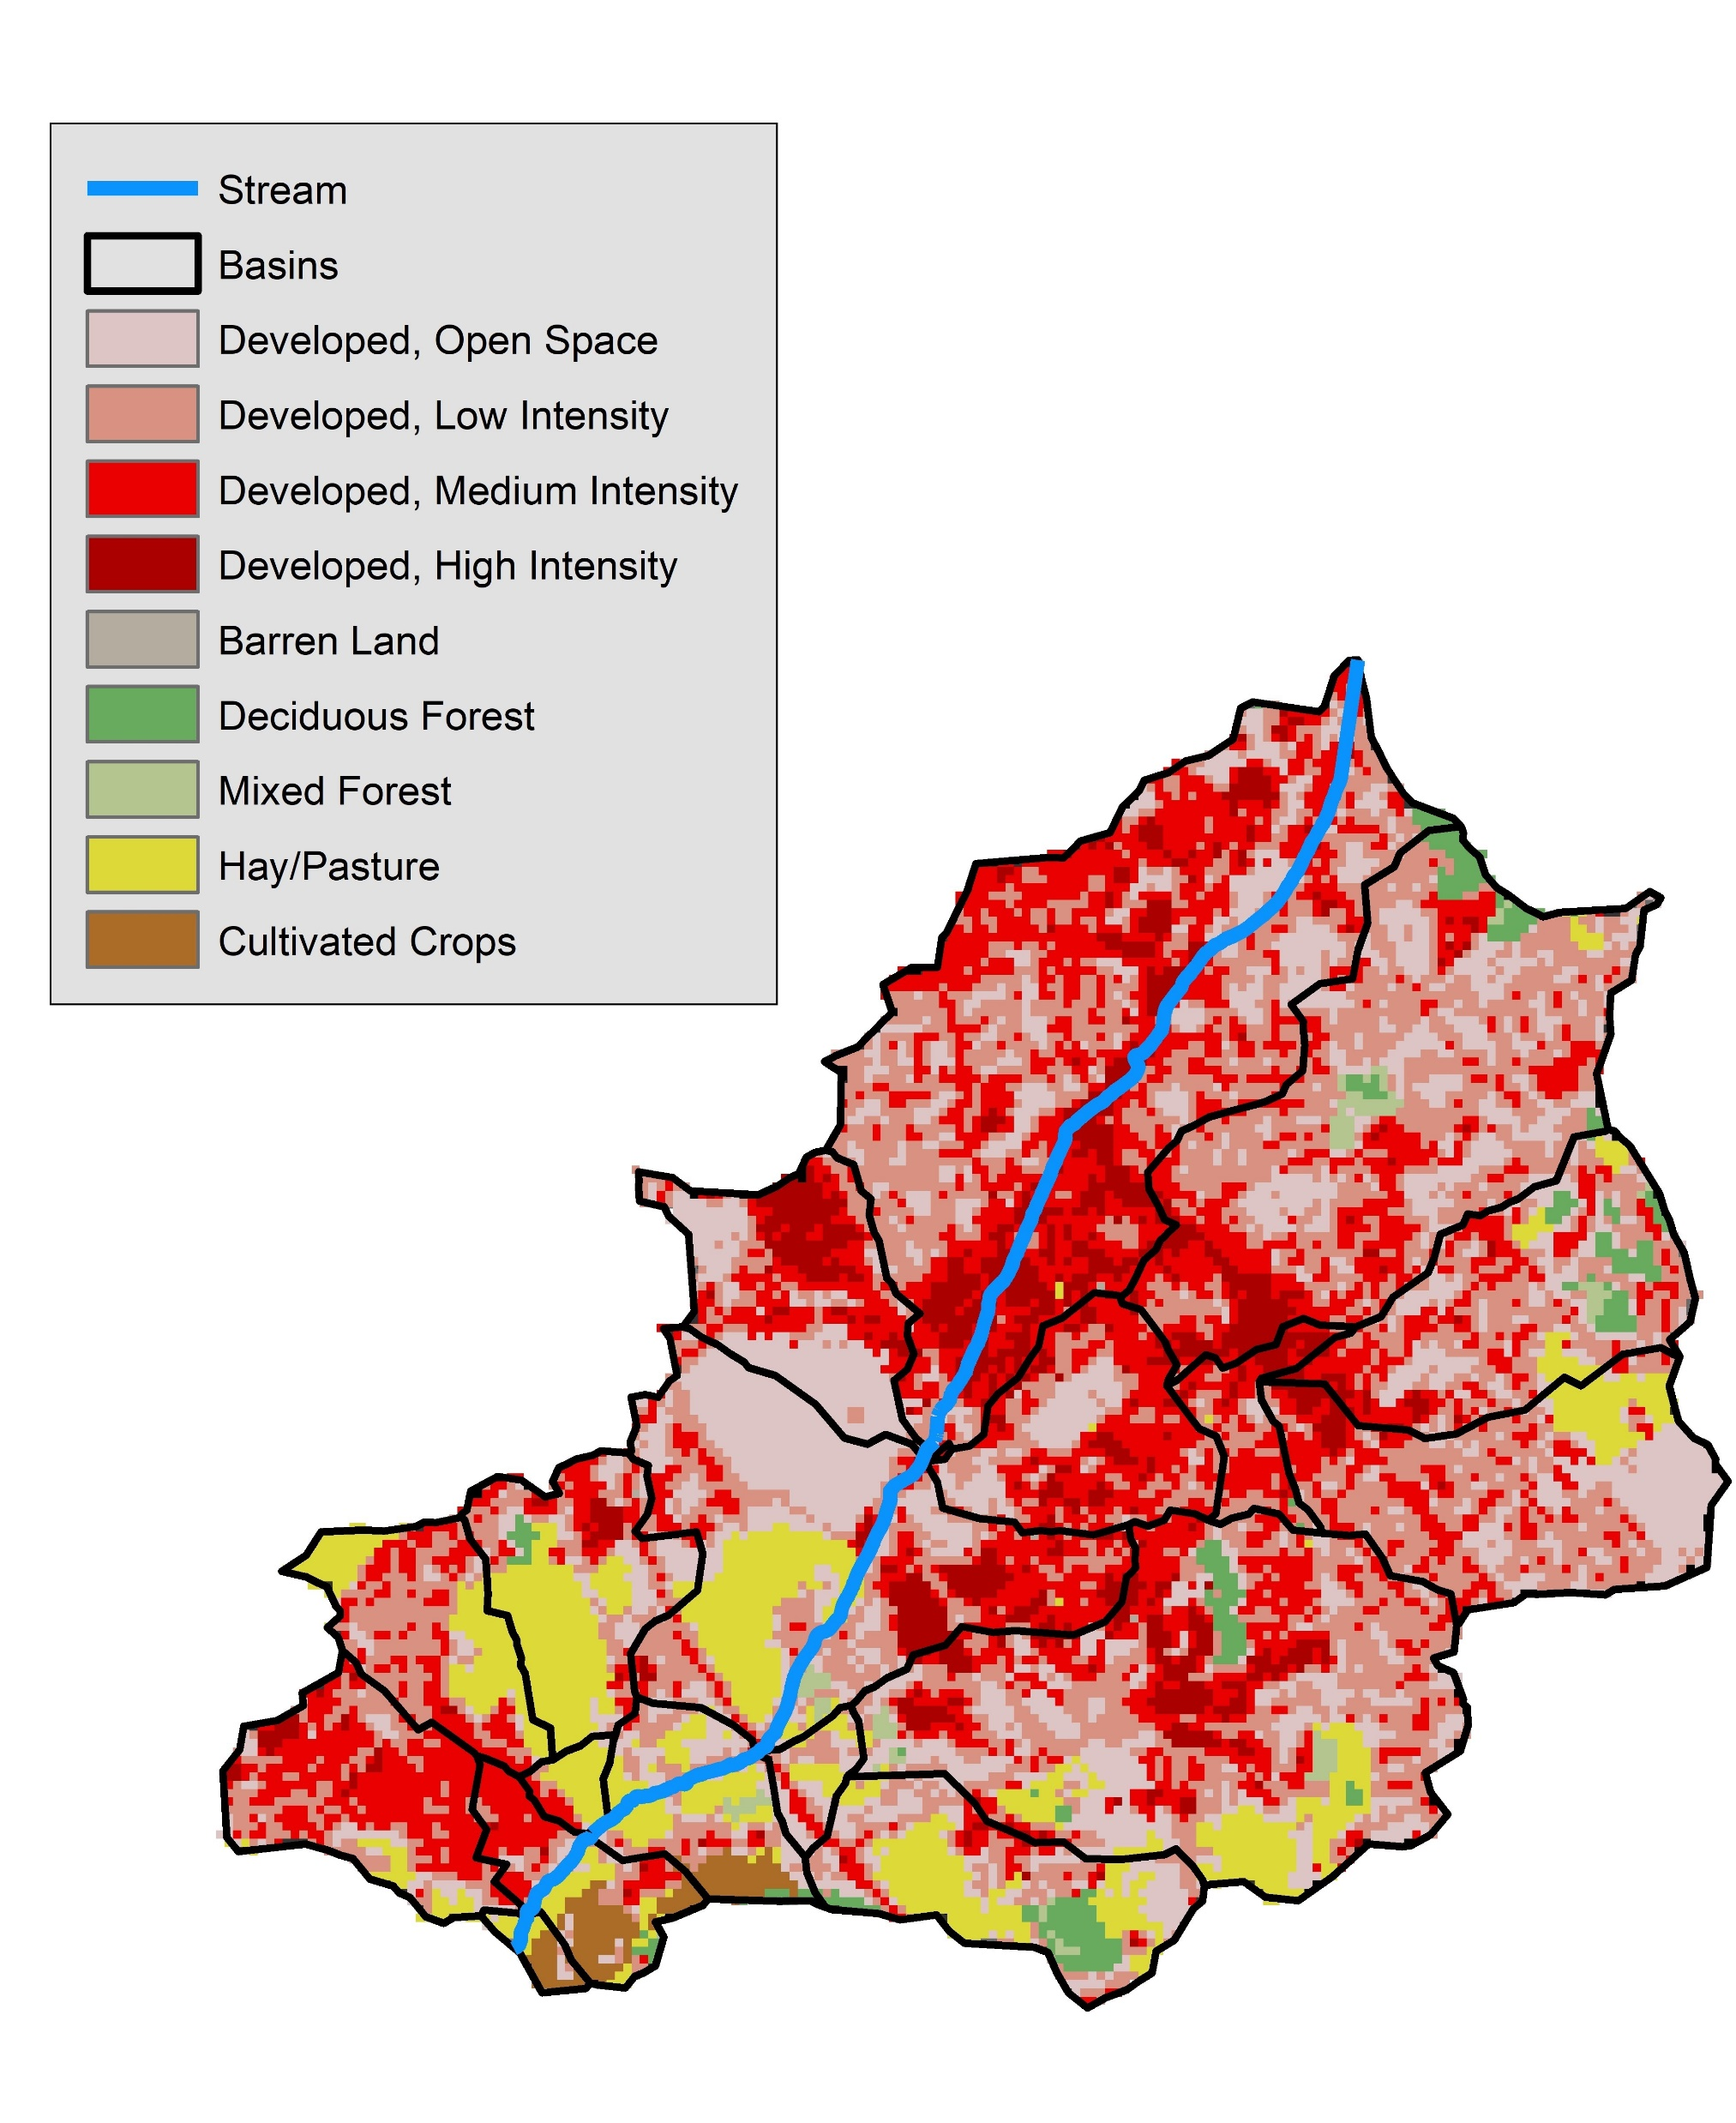 Stream
Basins
Developed, Open Space
Developed, Low Intensity
Developed, Medium Intensity
Developed, High Intensity
Barren Land
Deciduous Forest
Mixed Forest
Hay/Pasture
Cultivated Crops